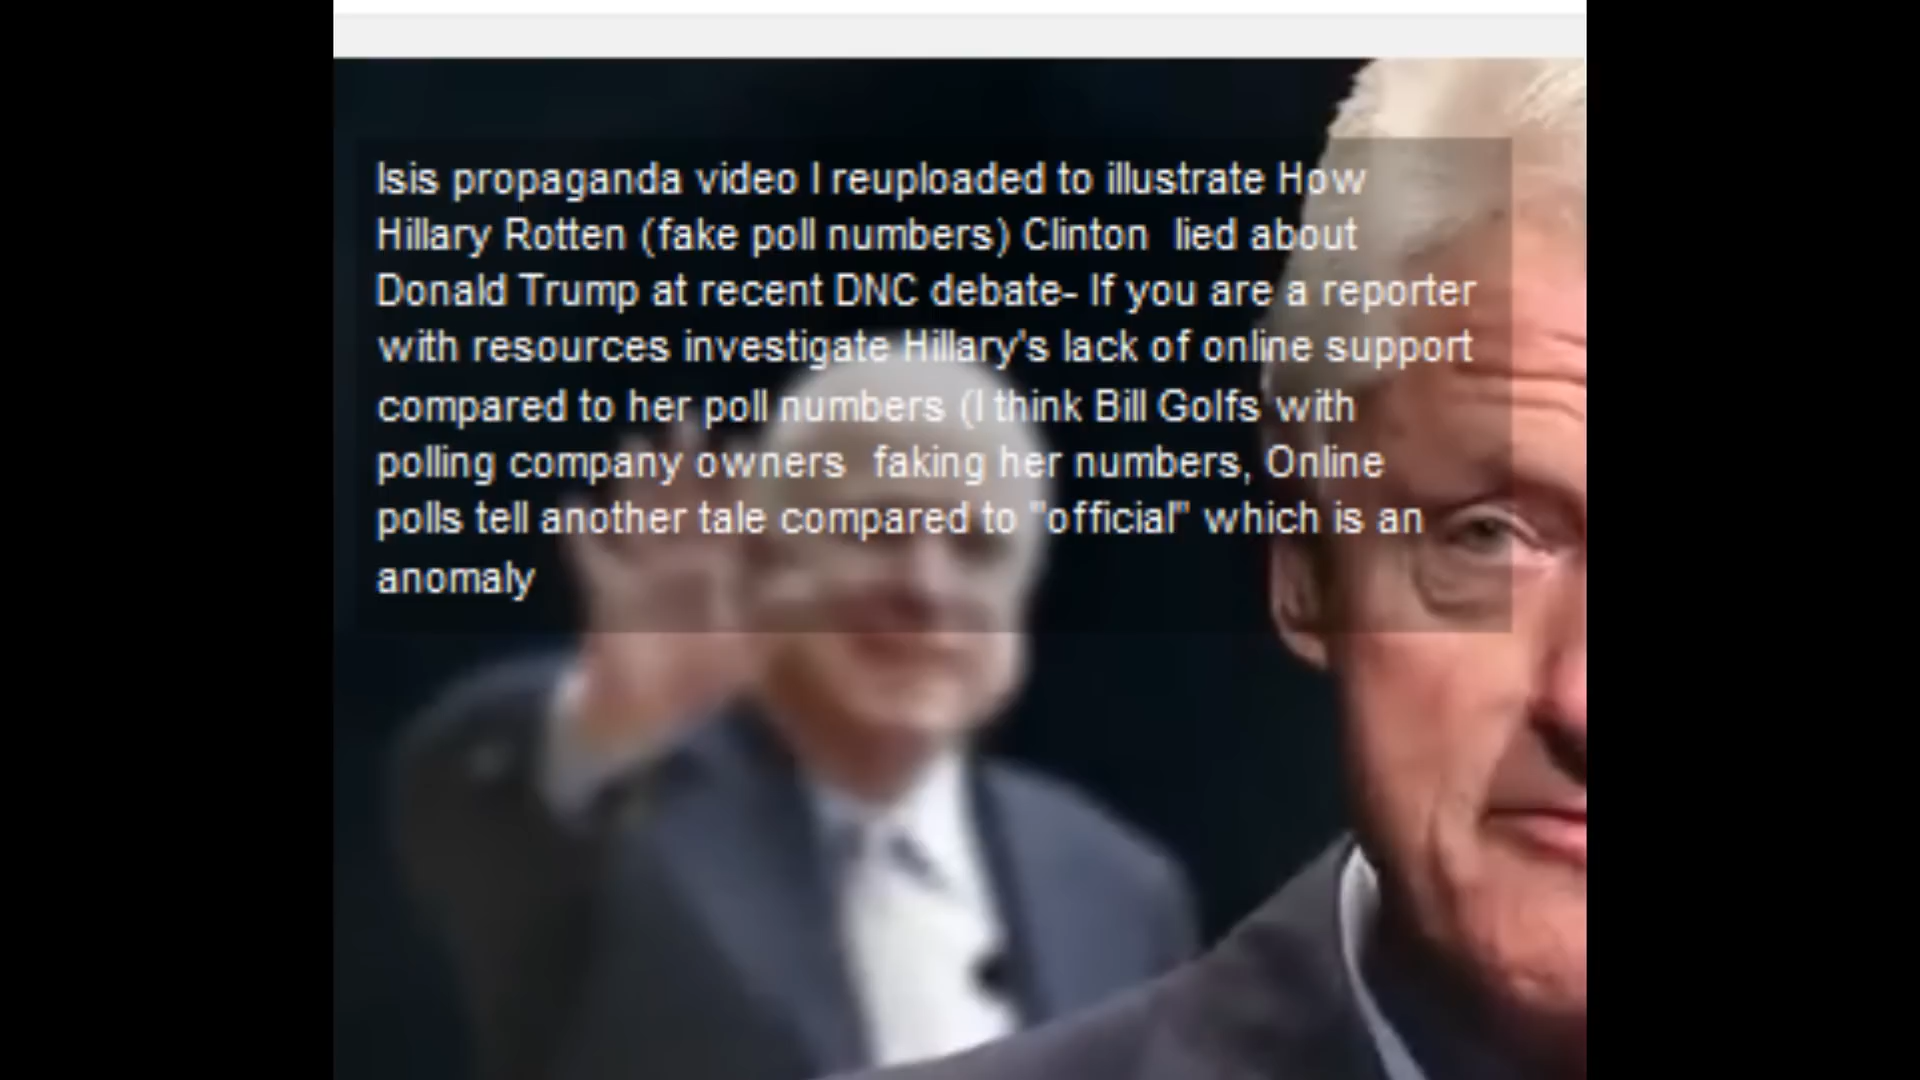 Isis propaganda video I reuploaded to illustrate How
Hillary Rotten (fake poll numbers) Clinton  lied about
Donald Trump at recent DNC debate- If you are a reporter
with resources investigate Hillary's lack of online support
compared to her poll numbers (I think Bill Golfs with
polling company owners  faking her numbers, Online
polls tell another tale compared to "official" which is an
anomaly